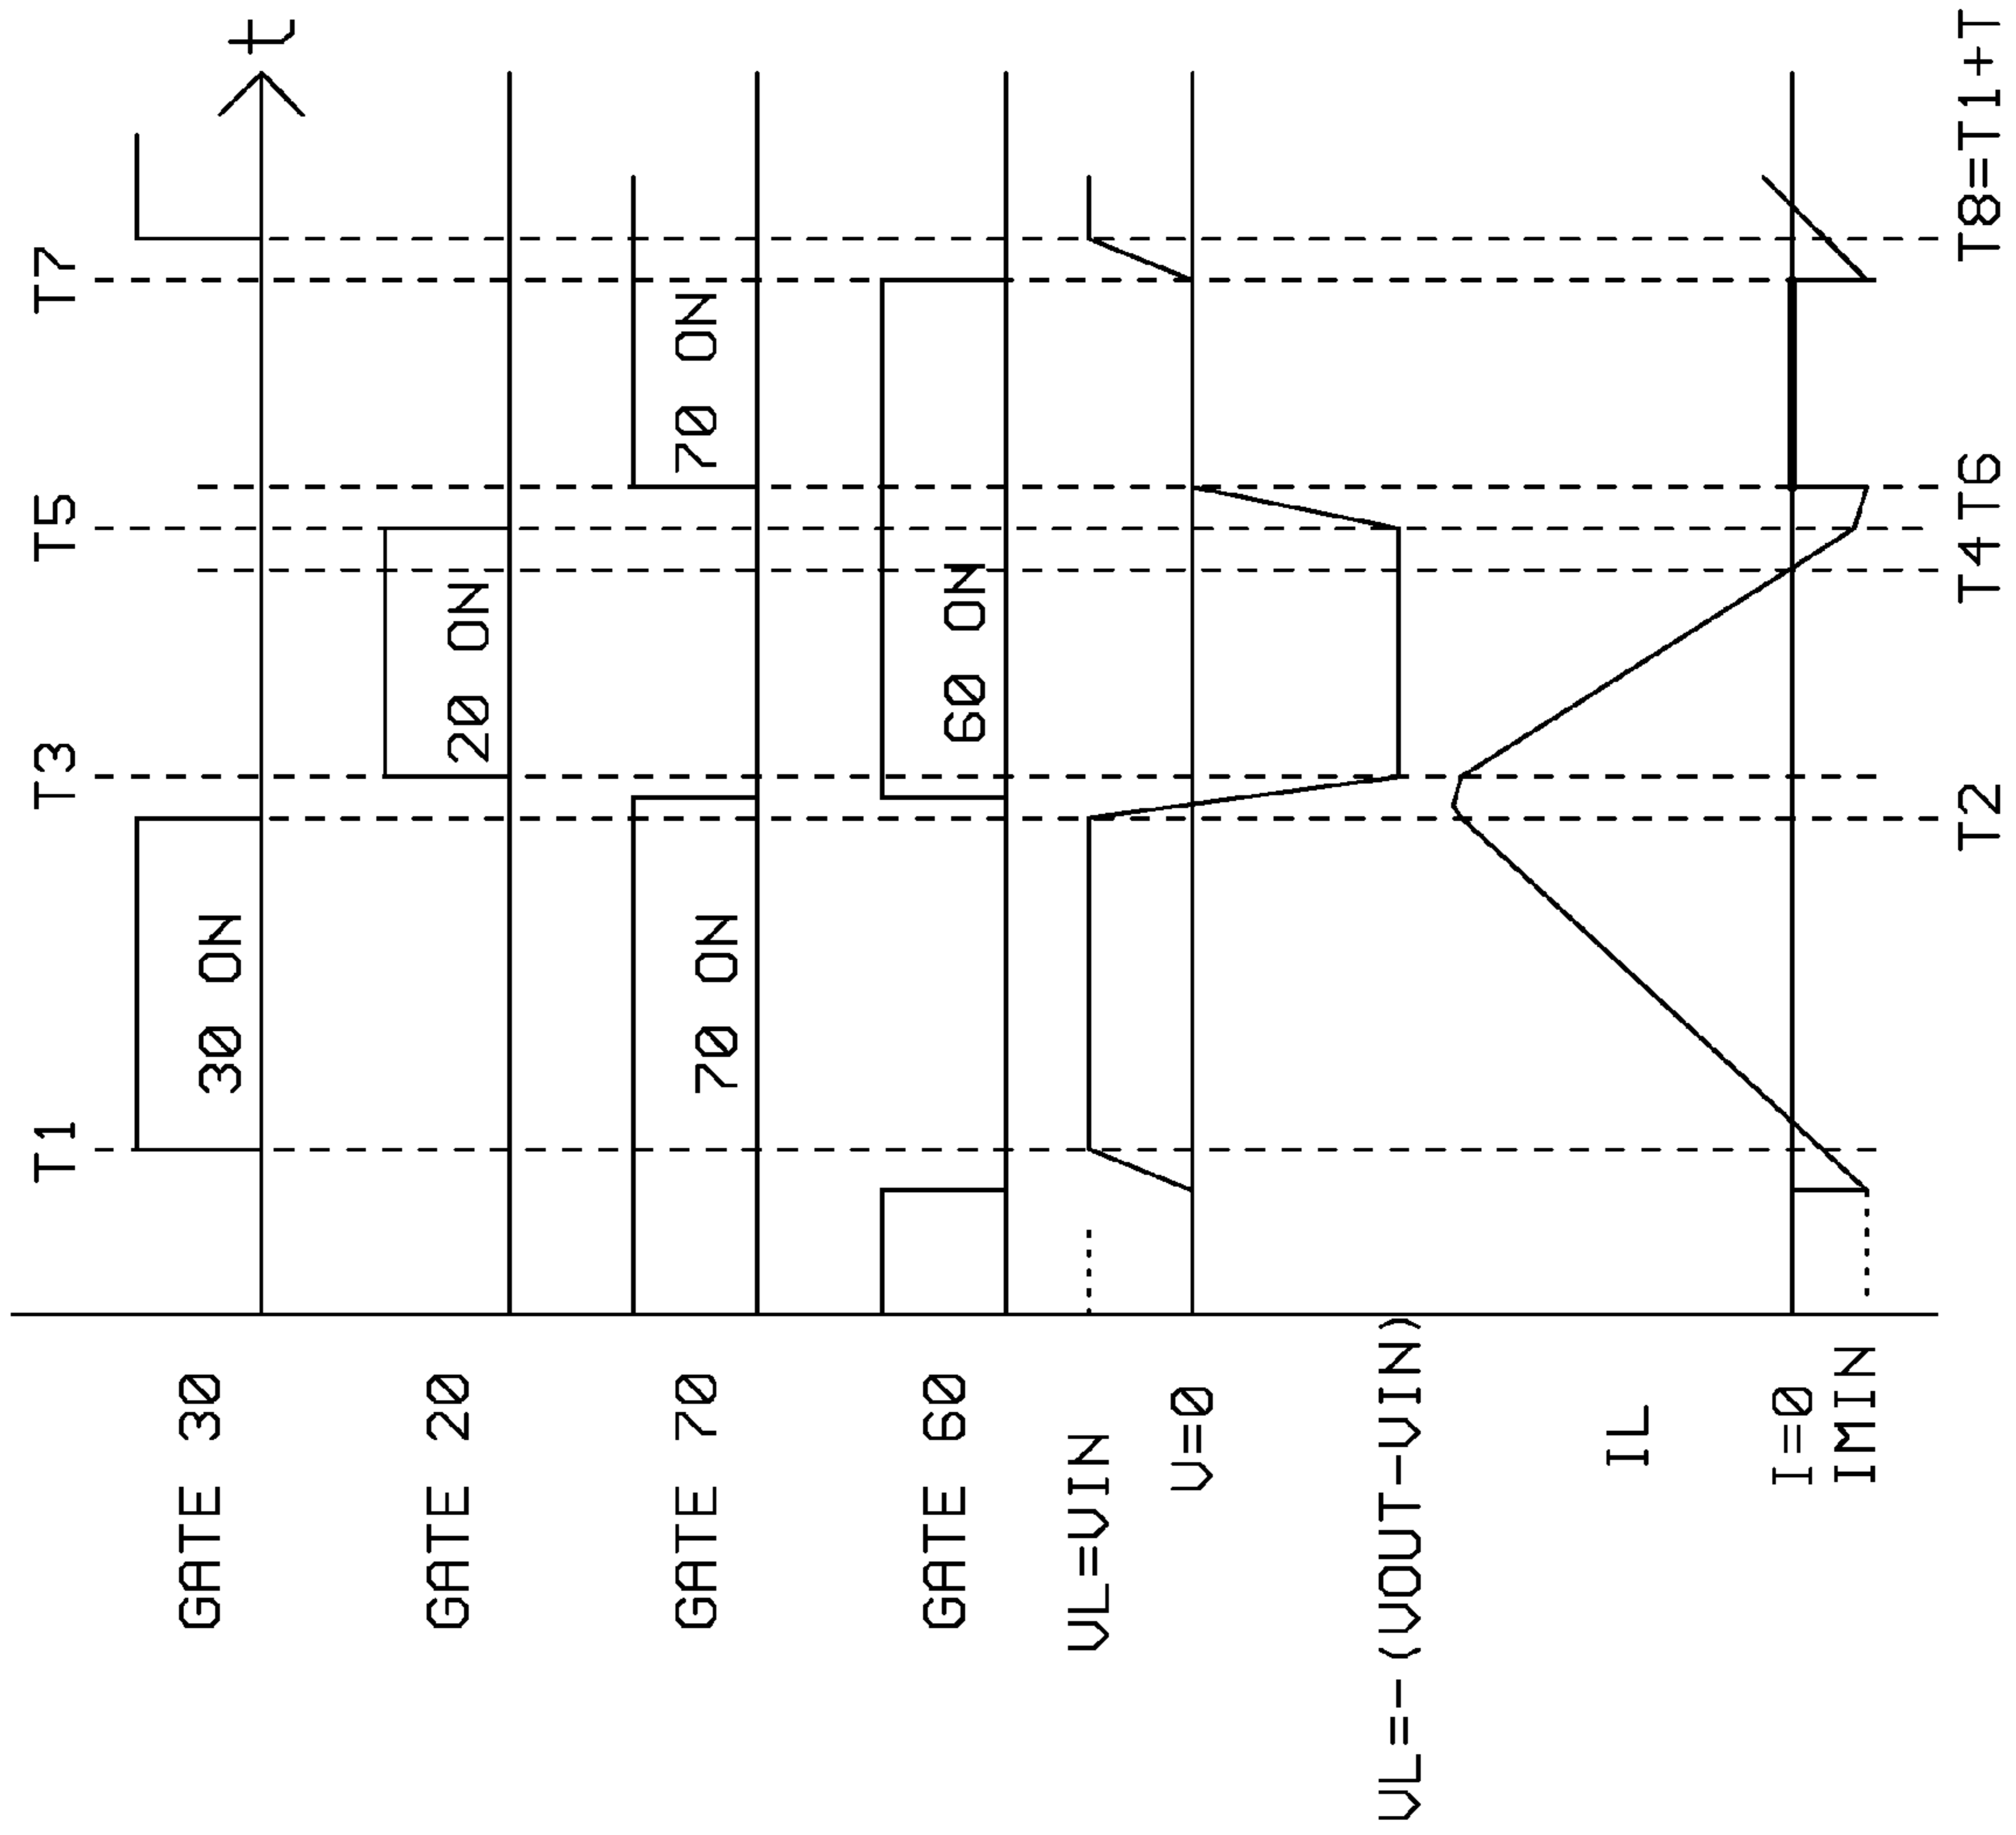 T1
T3
T5
T7
t
GATE 30
30 ON
GATE 20
20 ON
GATE 70
70 ON
70 ON
GATE 60
60 ON
VL=VIN
V=0
VL=-(VOUT-VIN)
IL
I=0
IMIN
T2
T4
T6
T8=T1+T